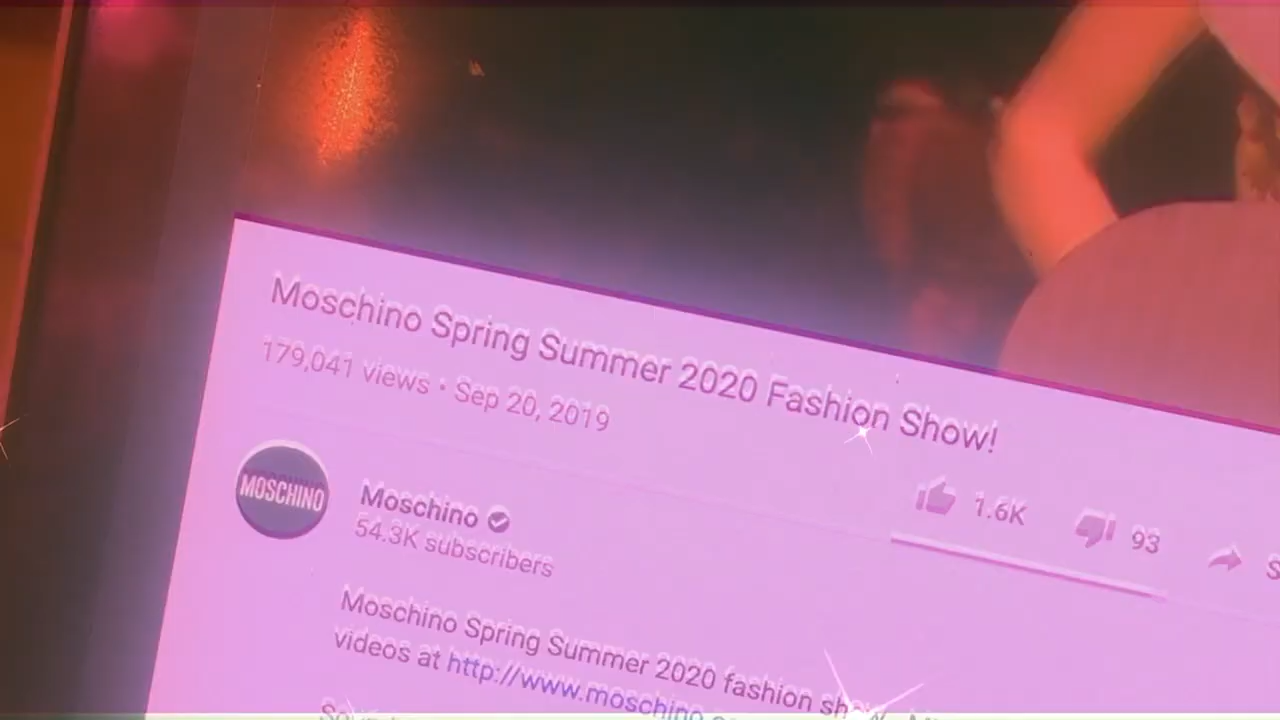 Moschino Spring Summer 2020 Fashion Show!
179,041 views • Sep 20, 2019
1.6K 93
MOSCHINO
Moschino
54.3K subscribers
Moschino Spring Summer 2020 fashion
videos at http://www.moschino